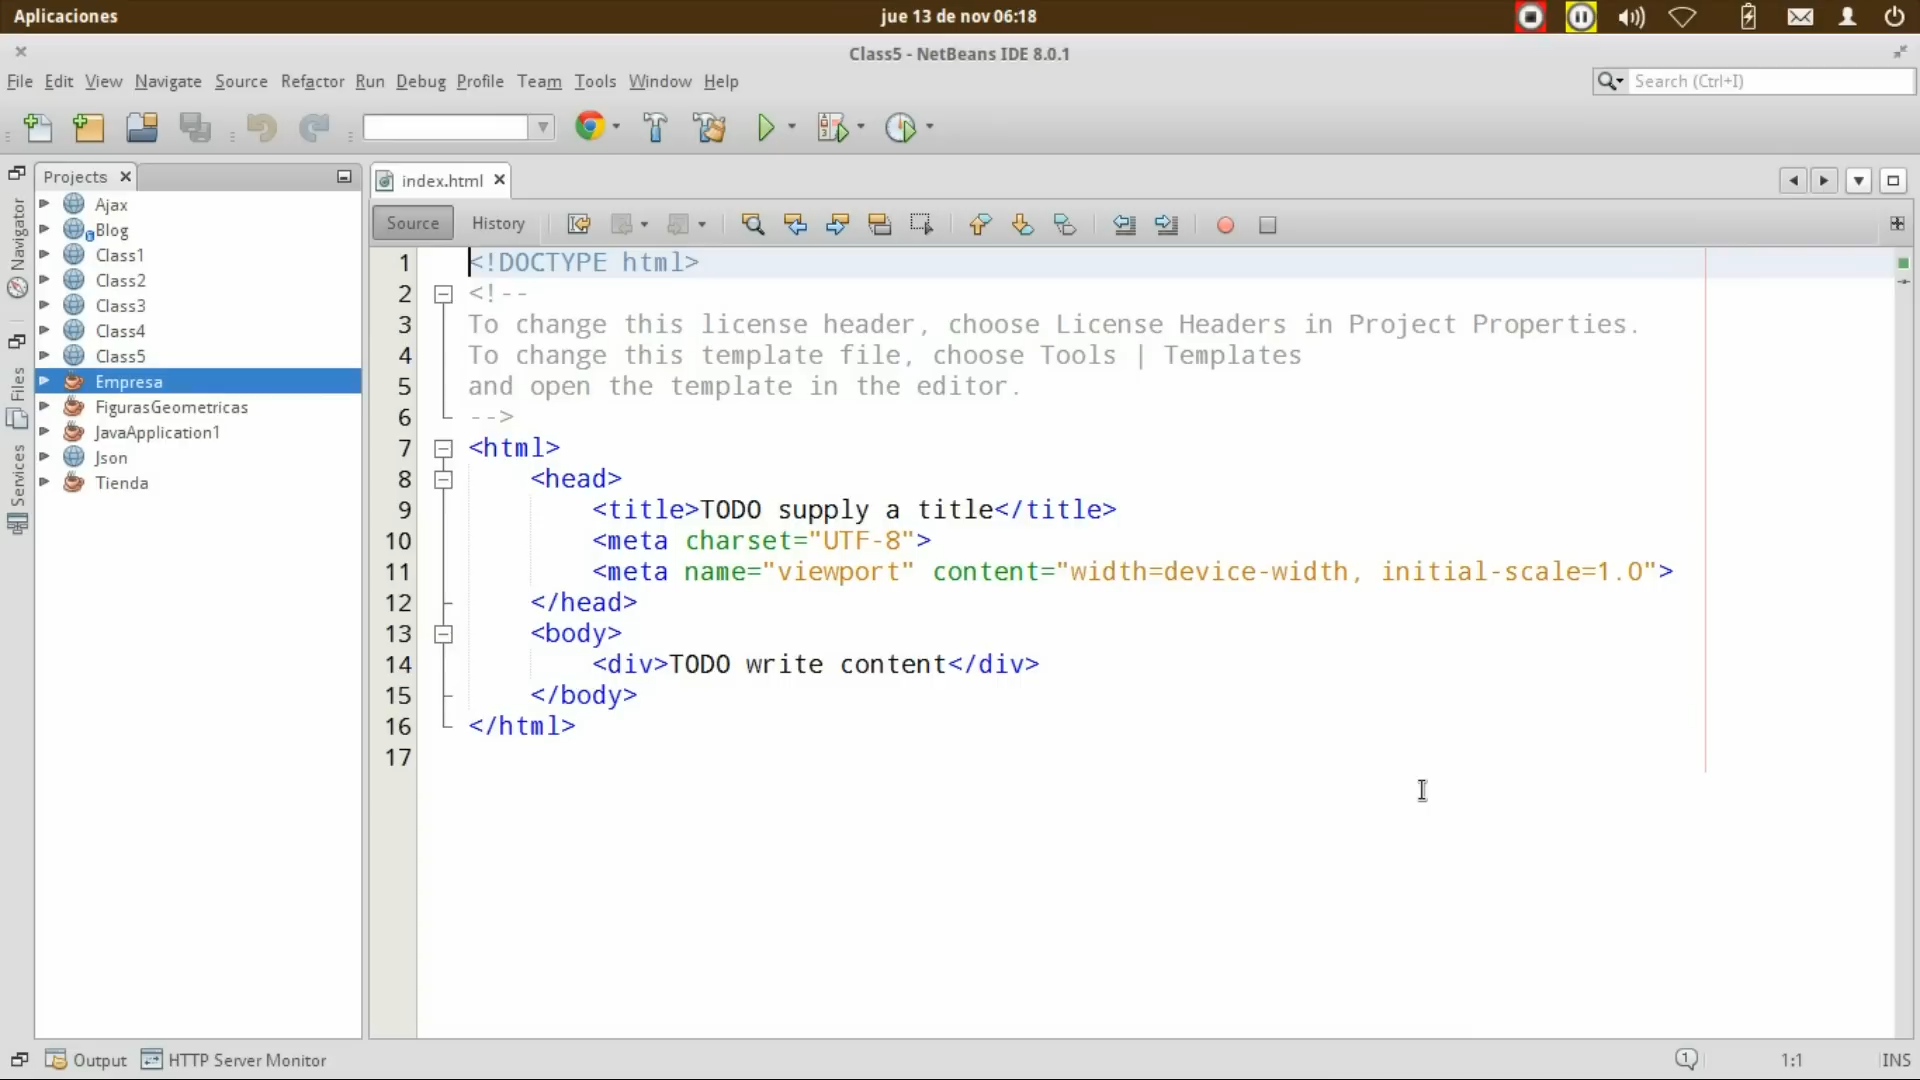 Aplicaciones
jue 13 de nov 06:18
Class5 - NetBeans IDE 8.0.1
File Edit View Navigate Source Refactor Run Debug Profile Team Tools Window Help
Search (Ctrl+I)
Projects
index.html
Navigator
Files
Services
Ajax
Blog
Class1
Class2
Class3
Class4
Class5
Empresa
FigurasGeometricas
JavaApplication1
Json
Tienda
Source History
1 <!DOCTYPE html>
2 <!--
3 To change this license header, choose License Headers in Project Properties.
4 To change this template file, choose Tools | Templates
5 and open the template in the editor.
6 -->
7 <html>
8 <head>
9 <title>TODO supply a title</title>
10 <meta charset="UTF-8">
11 <meta name="viewport" content="width=device-width, initial-scale=1.0">
12 </head>
13 <body>
14 <div>TODO write content</div>
15 </body>
16 </html>
17
Output HTTP Server Monitor
1
1:1
INS